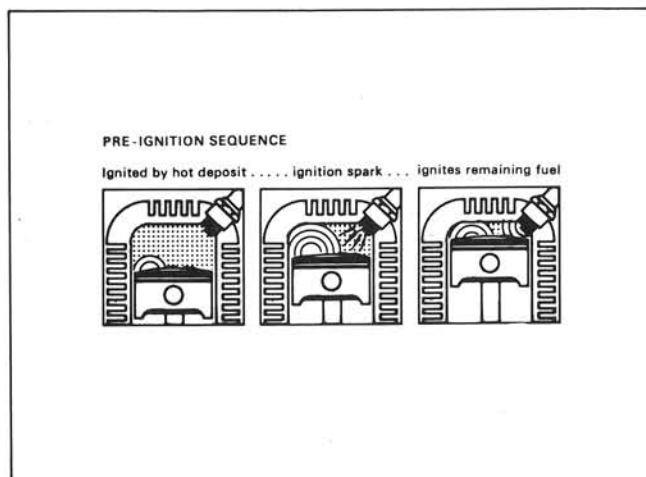 PRE-IGNITION SEQUENCE
Ignited by hot deposit ..... ignition spark ... ignites remaining fuel